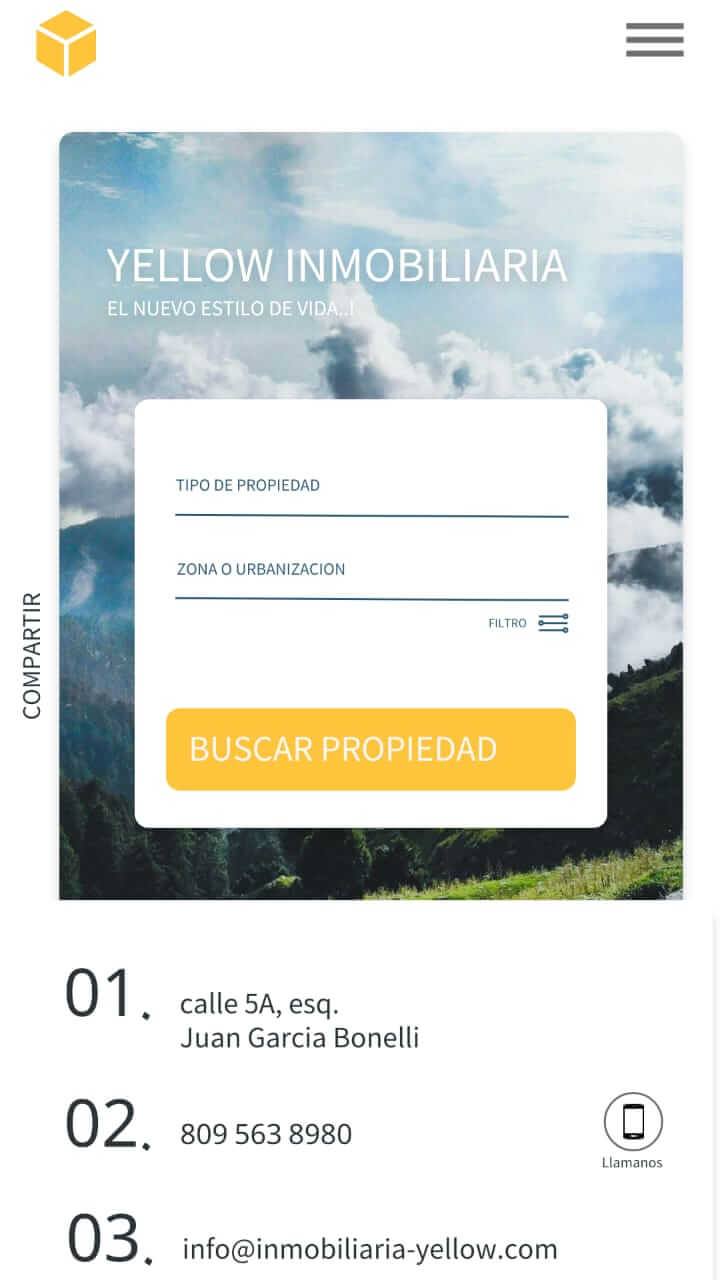 YELLOW INMOBILIARIA
EL NUEVO ESTILO DE VIDA..!
TIPO DE PROPIEDAD
ZONA O URBANIZACION
FILTRO
COMPARTIR
BUSCAR PROPIEDAD
01.
calle 5A, esq.
Juan Garcia Bonelli
02.
809 563 8980
Llamanos
03.
info@inmobiliaria-yellow.com